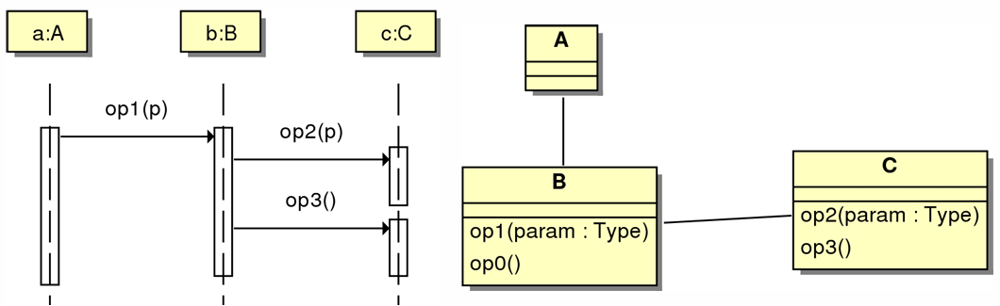 a:A
b:B
c:C
op1(p)
op2(p)
op3()
A
B
op1(param : Type)
op0()
C
op2(param : Type)
op3()